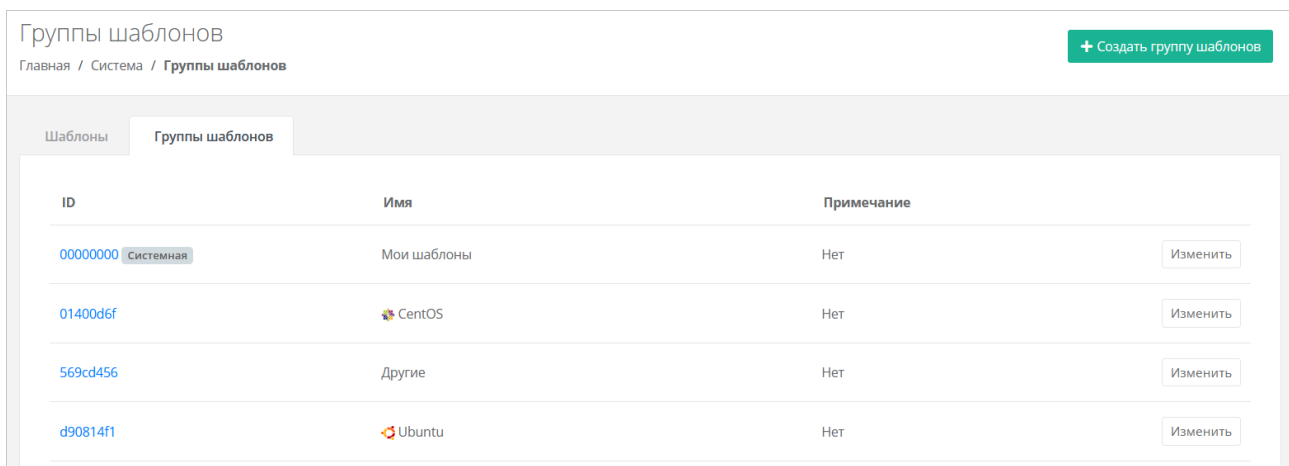 Группы шаблонов
+ Создать группу шаблонов
Главная / Система / Группы шаблонов
Шаблоны Группы шаблонов
ID Имя Примечание
00000000 Системная Мои шаблоны Нет Изменить
01400d6f CentOS Нет Изменить
569cd456 Другие Нет Изменить
d90814f1 Ubuntu Нет Изменить